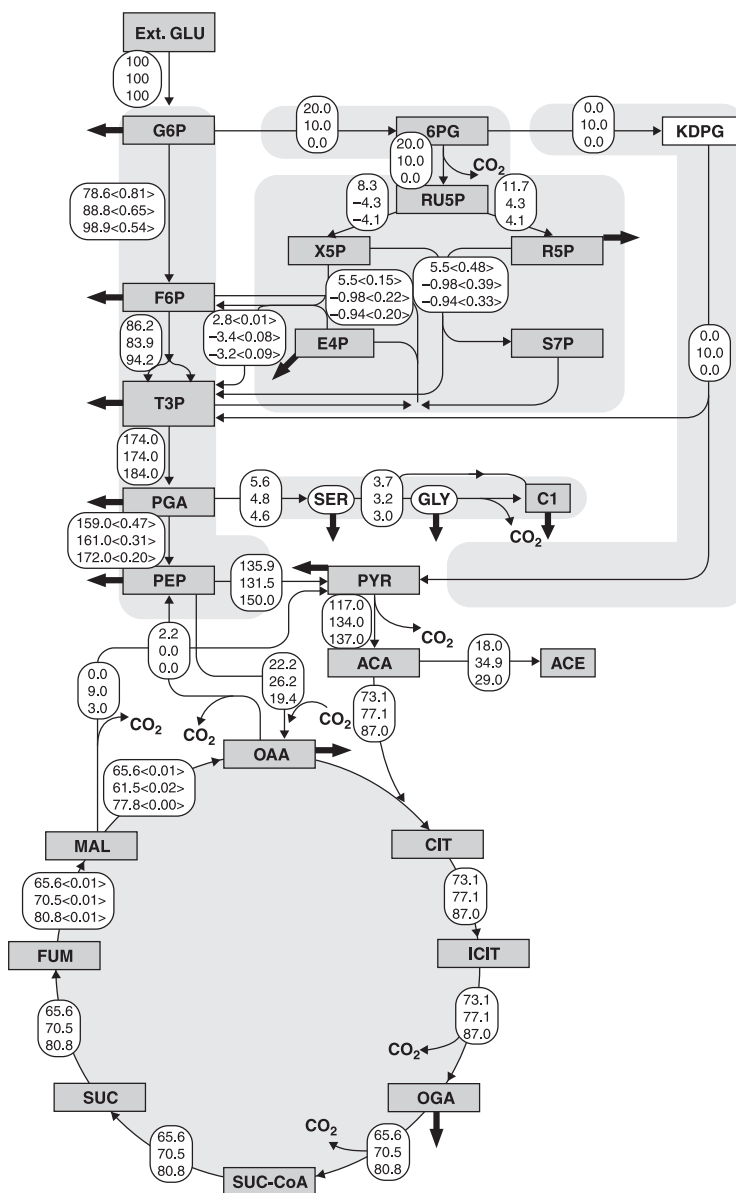 Ext. GLU
100
100
100
G6P
20.0
10.0
0.0
6PG
0.0
10.0
0.0
KDPG
20.0
10.0
0.0
CO2
78.6<0.81>
88.8<0.65>
98.9<0.54>
8.3
−4.3
−4.1
RU5P
11.7
4.3
4.1
X5P
R5P
5.5<0.15>
−0.98<0.22>
−0.94<0.20>
5.5<0.48>
−0.98<0.39>
−0.94<0.33>
F6P
86.2
83.9
94.2
2.8<0.01>
−3.4<0.08>
−3.2<0.09>
E4P
S7P
0.0
10.0
0.0
T3P
174.0
174.0
184.0
PGA
5.6
4.8
4.6
SER
3.7
3.2
3.0
GLY
C1
CO2
159.0<0.47>
161.0<0.31>
172.0<0.20>
PEP
135.9
131.5
150.0
PYR
117.0
134.0
137.0
CO2
2.2
0.0
0.0
ACA
18.0
34.9
29.0
ACE
0.0
9.0
3.0
22.2
26.2
19.4
73.1
77.1
87.0
CO2
CO2
CO2
OAA
65.6<0.01>
61.5<0.02>
77.8<0.00>
MAL
CIT
65.6<0.01>
70.5<0.01>
80.8<0.01>
73.1
77.1
87.0
FUM
ICIT
65.6
70.5
80.8
73.1
77.1
87.0
CO2
SUC
OGA
65.6
70.5
80.8
CO2
65.6
70.5
80.8
SUC-CoA